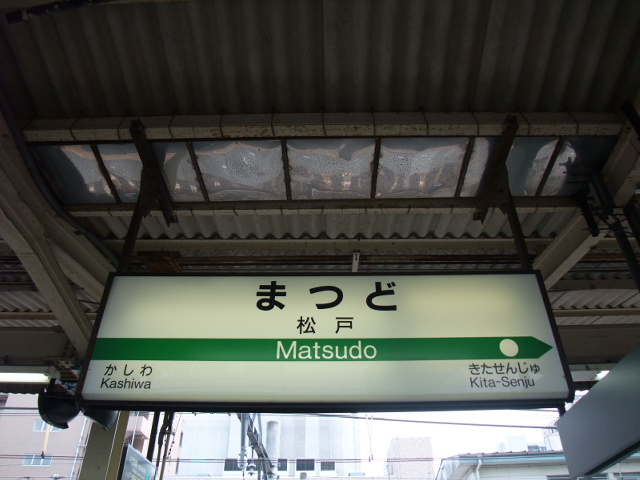 まつど
松戸
Matsudo
かしわ
Kashiwa
きたせんじゅ
Kita-Senju